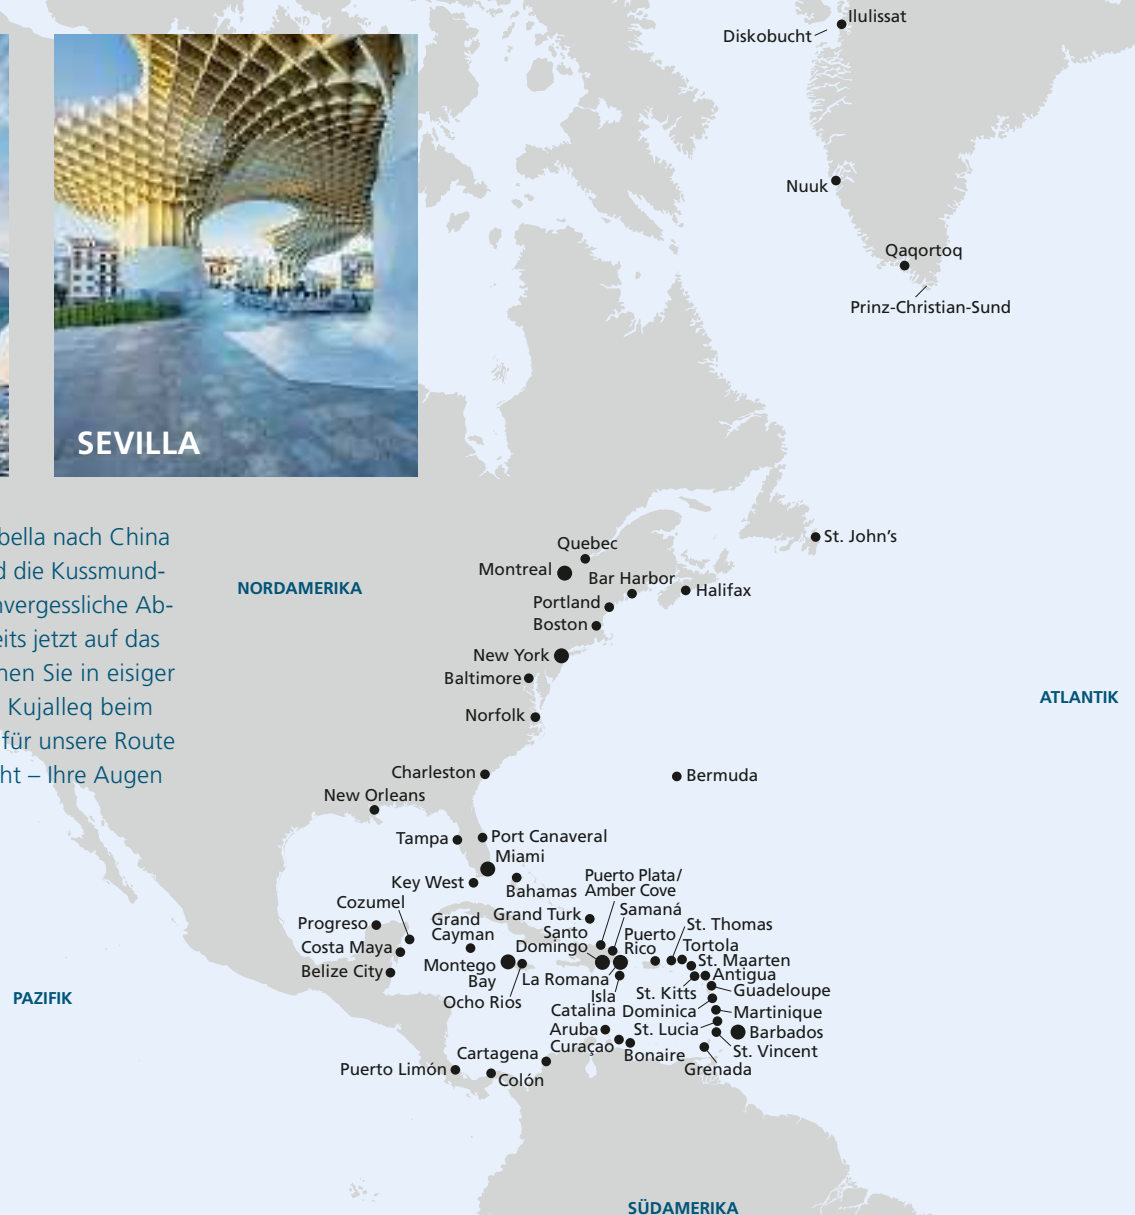 Ilulissat
Diskobucht
Nuuk
Qaqortoq
Prinz-Christian-Sund
SEVILLA
bella nach China
d die Kussmund-
nvergessliche Ab-
eits jetzt auf das
nen Sie in eisiger
Kujalleq beim
für unsere Route
ht – Ihre Augen
NORDAMERIKA
ATLANTIK
PAZIFIK
SÜDAMERIKA
St. John's
Quebec
Montreal
Bar Harbor
Halifax
Portland
Boston
New York
Baltimore
Norfolk
Charleston
Bermuda
New Orleans
Tampa
Port Canaveral
Miami
Key West
Bahamas
Puerto Plata/
Amber Cove
Cozumel
Progreso
Grand
Cayman
Grand Turk
Samaná
Santo
Domingo
Puerto
Rico
St. Thomas
Tortola
Costa Maya
St. Maarten
Belize City
Montego
Bay
La Romana
Antigua
Ocho Rios
Isla
Catalina
St. Kitts
Guadeloupe
Dominica
Martinique
Aruba
St. Lucia
Barbados
Curaçao
Bonaire
St. Vincent
Grenada
Cartagena
Puerto Limón
Colón